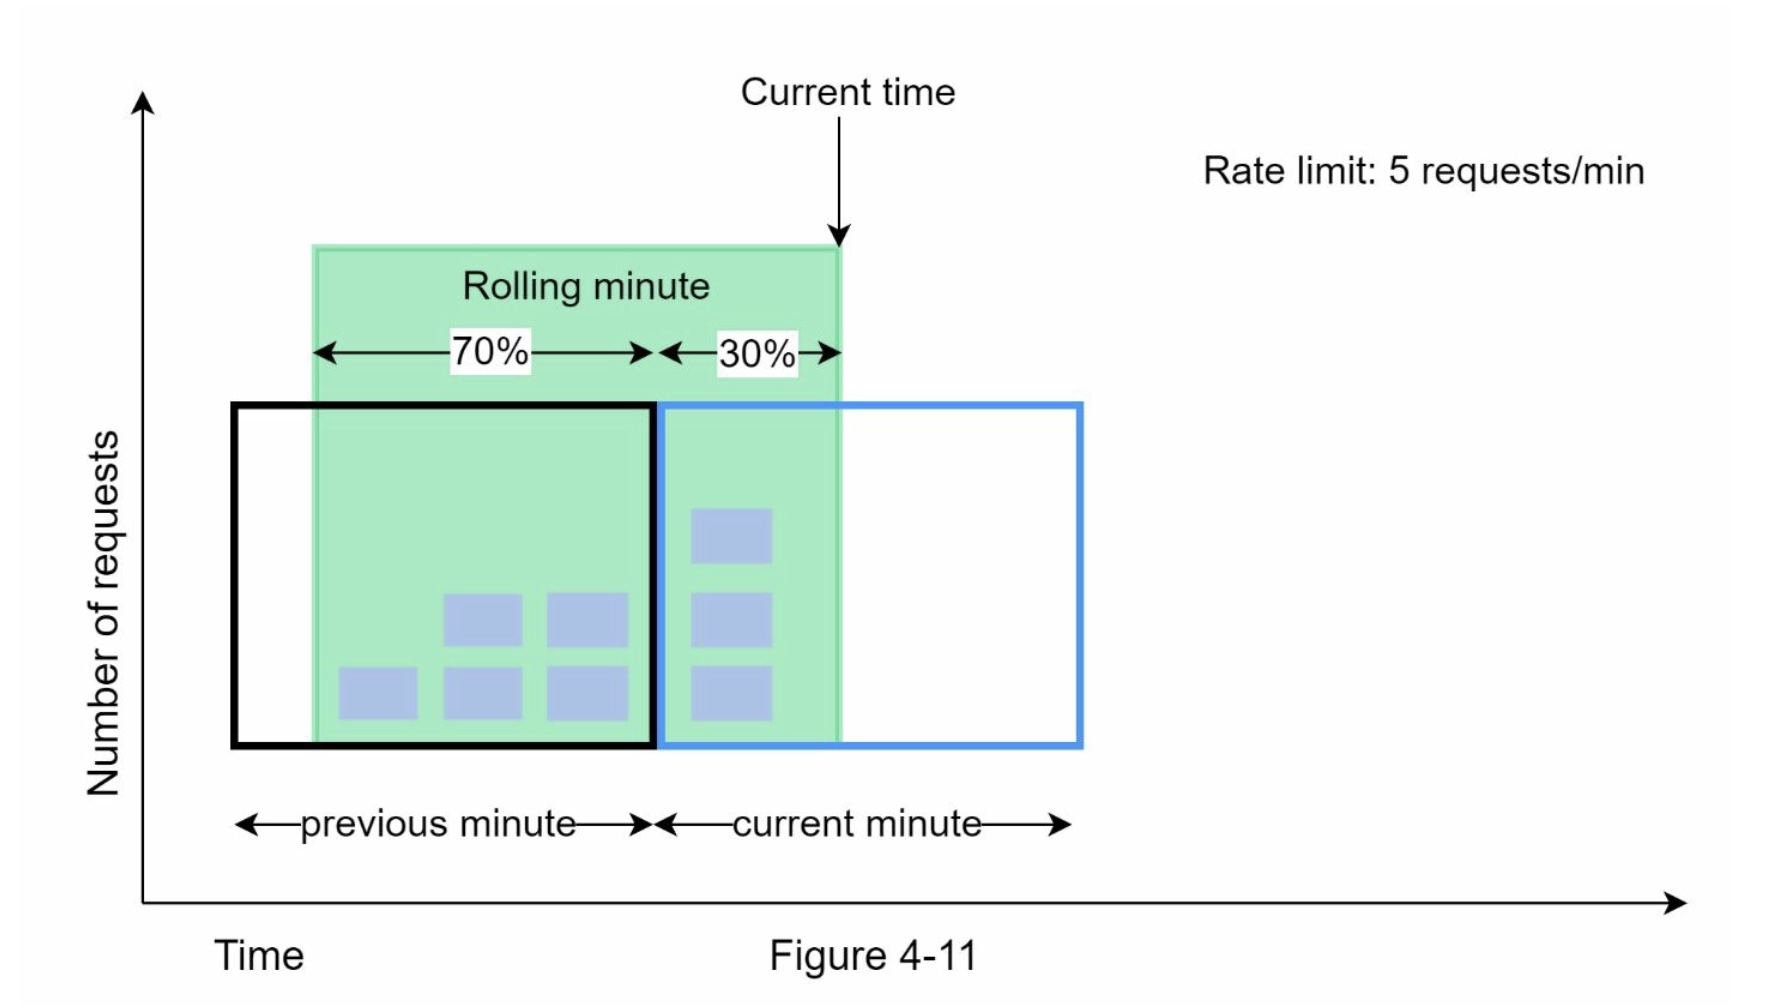 Current time
Rate limit: 5 requests/min
Rolling minute
70%
30%
Number of requests
previous minute
current minute
Time
Figure 4-11